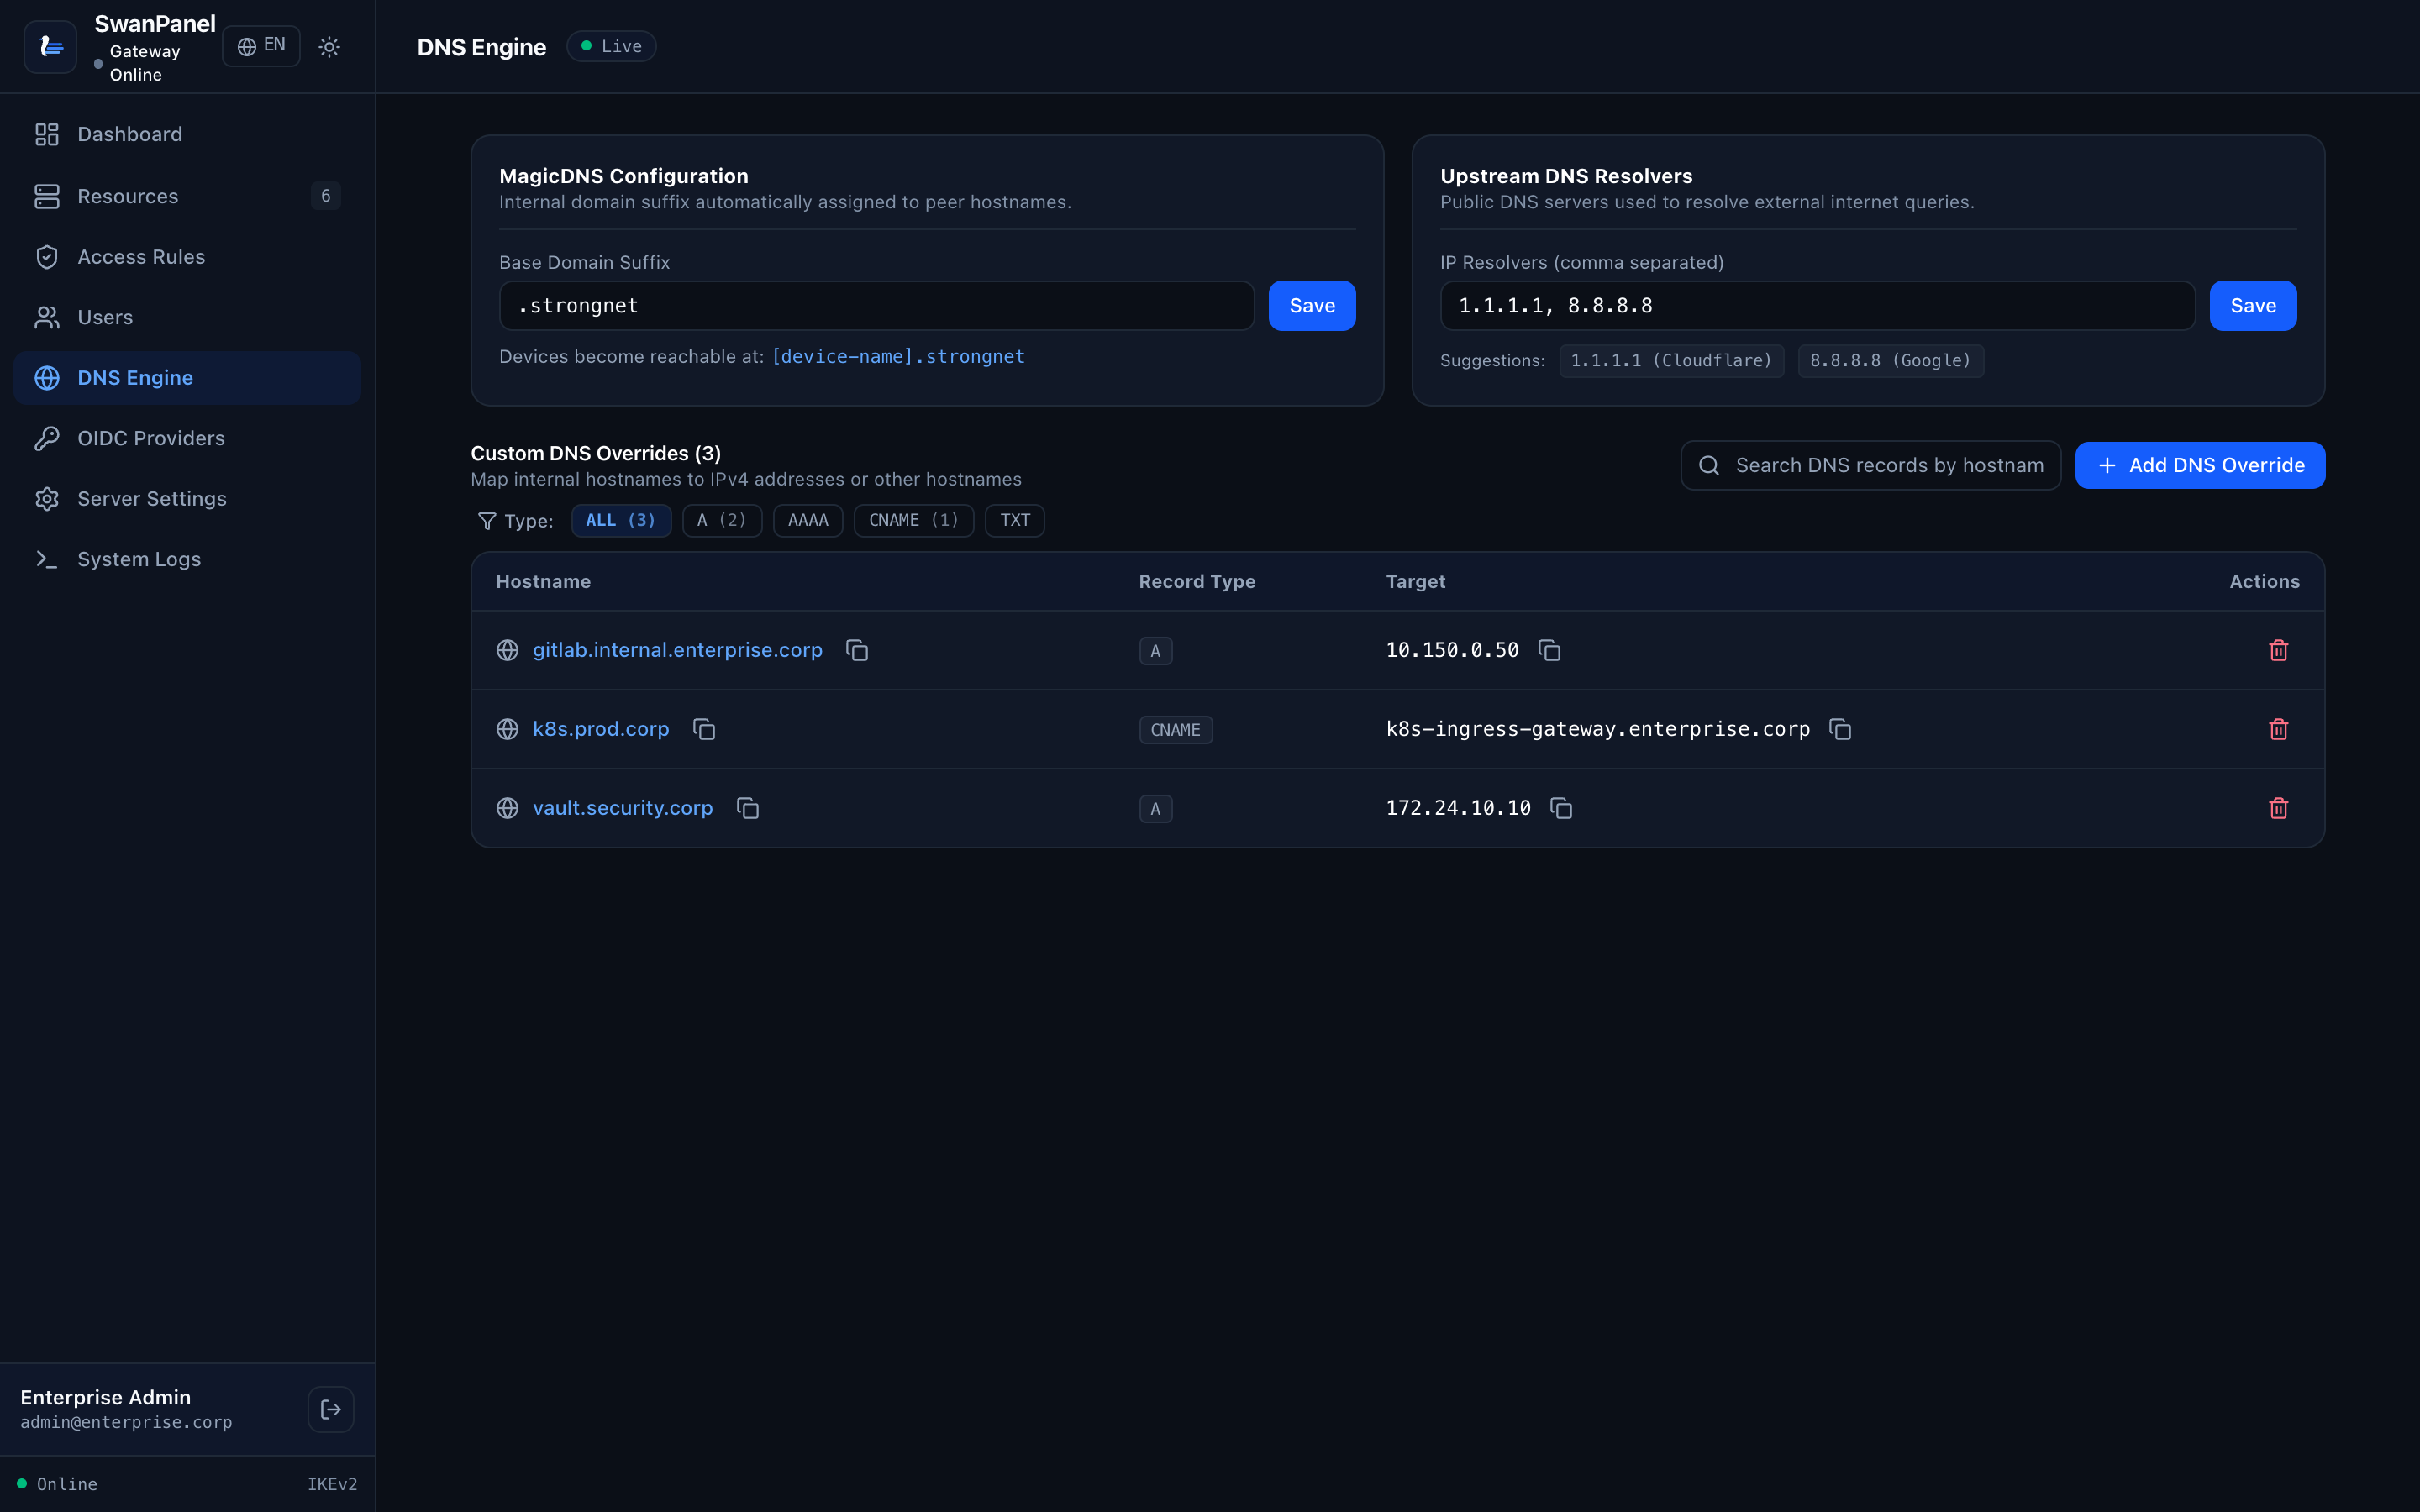 SwanPanel
Gateway
Online
EN
Dashboard
Resources 6
Access Rules
Users
DNS Engine
OIDC Providers
Server Settings
System Logs
Enterprise Admin
admin@enterprise.corp
Online IKEv2
DNS Engine Live
MagicDNS Configuration
Internal domain suffix automatically assigned to peer hostnames.
Base Domain Suffix
.strongnet Save
Devices become reachable at: [device-name].strongnet
Upstream DNS Resolvers
Public DNS servers used to resolve external internet queries.
IP Resolvers (comma separated)
1.1.1.1, 8.8.8.8 Save
Suggestions: 1.1.1.1 (Cloudflare) 8.8.8.8 (Google)
Custom DNS Overrides (3)
Map internal hostnames to IPv4 addresses or other hostnames
Search DNS records by hostnam
Add DNS Override
Type: ALL (3) A (2) AAAA CNAME (1) TXT
Hostname Record Type Target Actions
gitlab.internal.enterprise.corp A 10.150.0.50
k8s.prod.corp CNAME k8s-ingress-gateway.enterprise.corp
vault.security.corp A 172.24.10.10